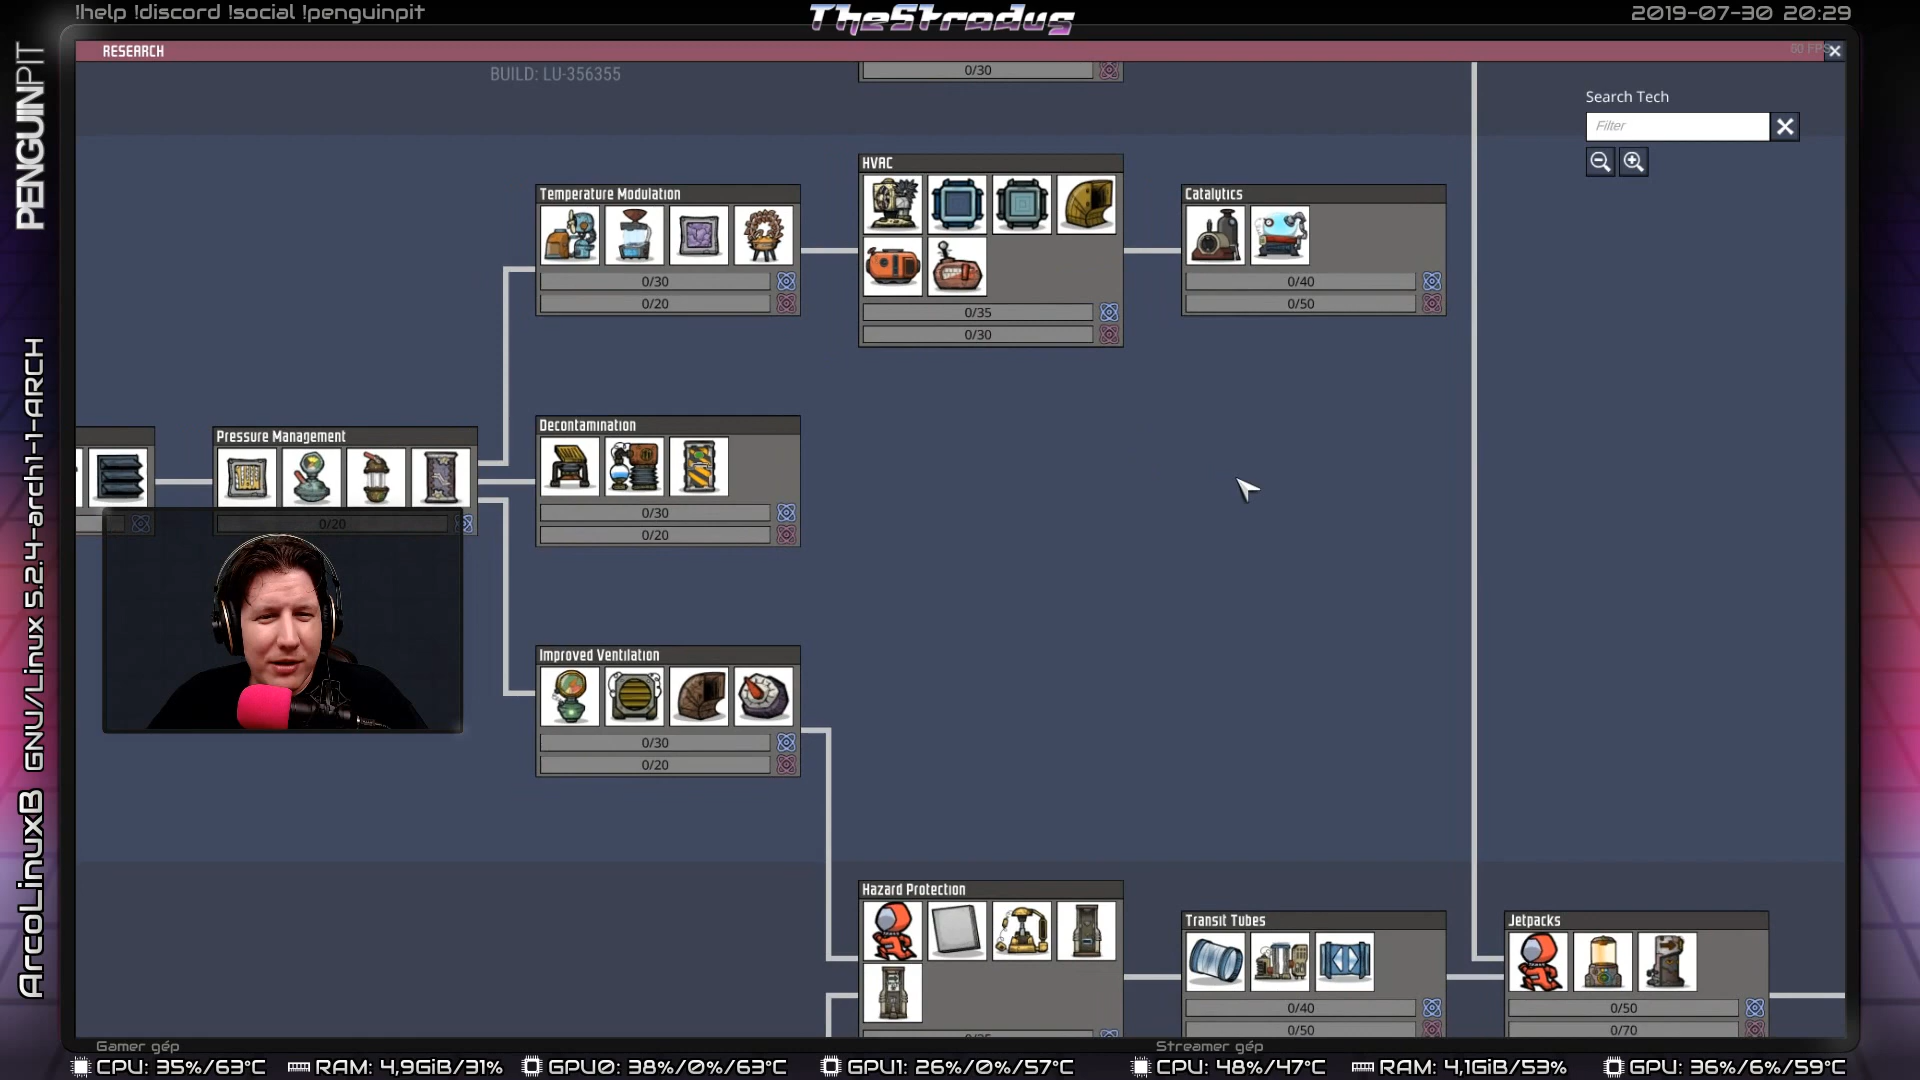 !help !discord !social !penguinpit
TheStradus
2019-07-30 20:29
PENGUINPIT
ArcoLinuxB GNU/Linux 5.2.4-arch1-1-ARCH
RESEARCH
60 FPS
BUILD: LU-356355
0/30
Search Tech
Filter
Temperature Modulation
0/30
0/20
HVAC
0/35
0/30
Catalytics
0/40
0/50
Pressure Management
0/20
Decontamination
0/30
0/20
Improved Ventilation
0/30
0/20
Hazard Protection
Transit Tubes
0/40
0/50
Jetpacks
0/50
0/70
Gamer gép
CPU: 35%/63°C RAM: 4,9GiB/31% GPU0: 38%/0%/63°C GPU1: 26%/0%/57°C
Streamer gép
CPU: 48%/47°C RAM: 4,1GiB/53% GPU: 36%/6%/59°C